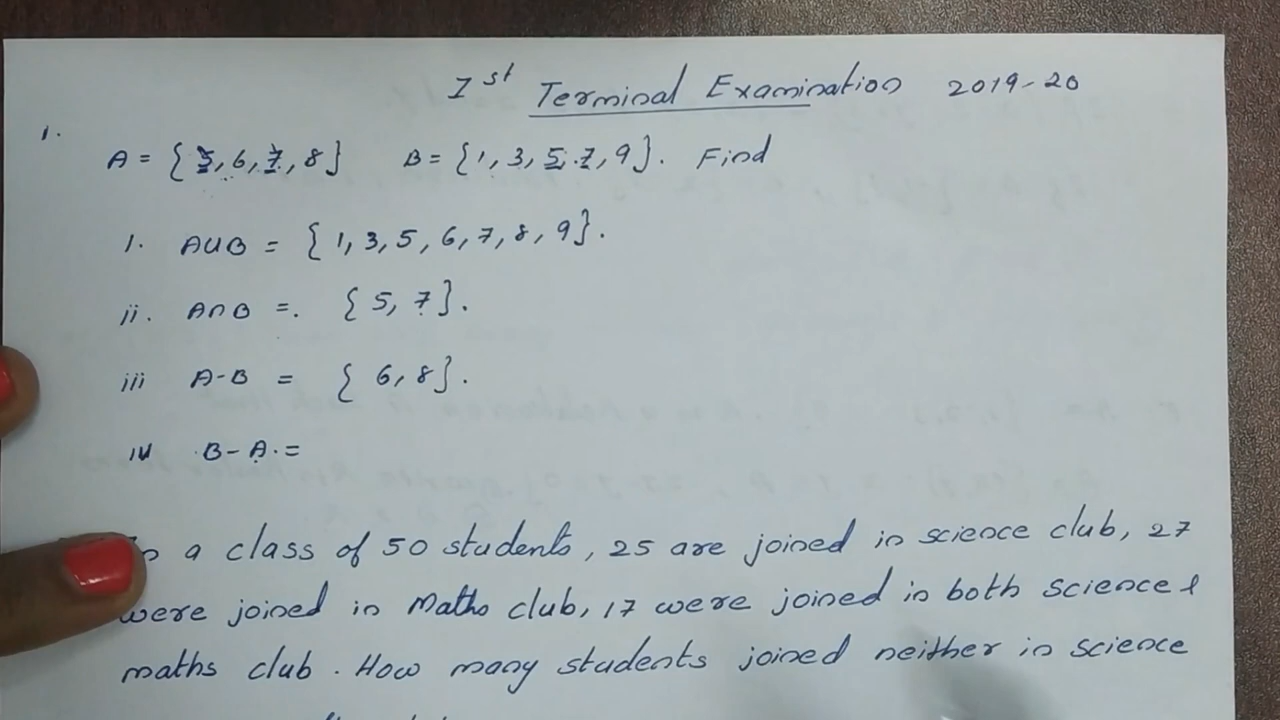 Ist Terminal Examination 2019-20
1.
A = {5, 6, 7, 8} B = {1, 3, 5, 7, 9}. Find
i. A∪B = {1, 3, 5, 6, 7, 8, 9}.
ii. A∩B =. {5, 7}.
iii A-B = {6, 8}.
iv B-A. =
a class of 50 students, 25 are joined in science club, 27
were joined in Maths club, 17 were joined in both science &
maths club. How many students joined neither in science